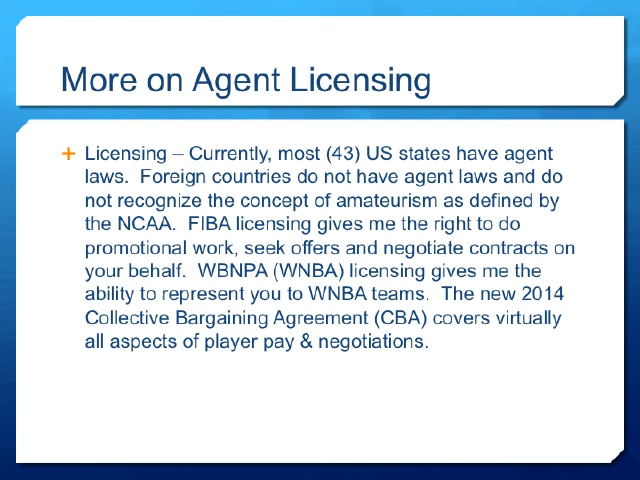 More on Agent Licensing
Licensing – Currently, most (43) US states have agent
laws.  Foreign countries do not have agent laws and do
not recognize the concept of amateurism as defined by
the NCAA.  FIBA licensing gives me the right to do
promotional work, seek offers and negotiate contracts on
your behalf.  WBNPA (WNBA) licensing gives me the
ability to represent you to WNBA teams.  The new 2014
Collective Bargaining Agreement (CBA) covers virtually
all aspects of player pay & negotiations.